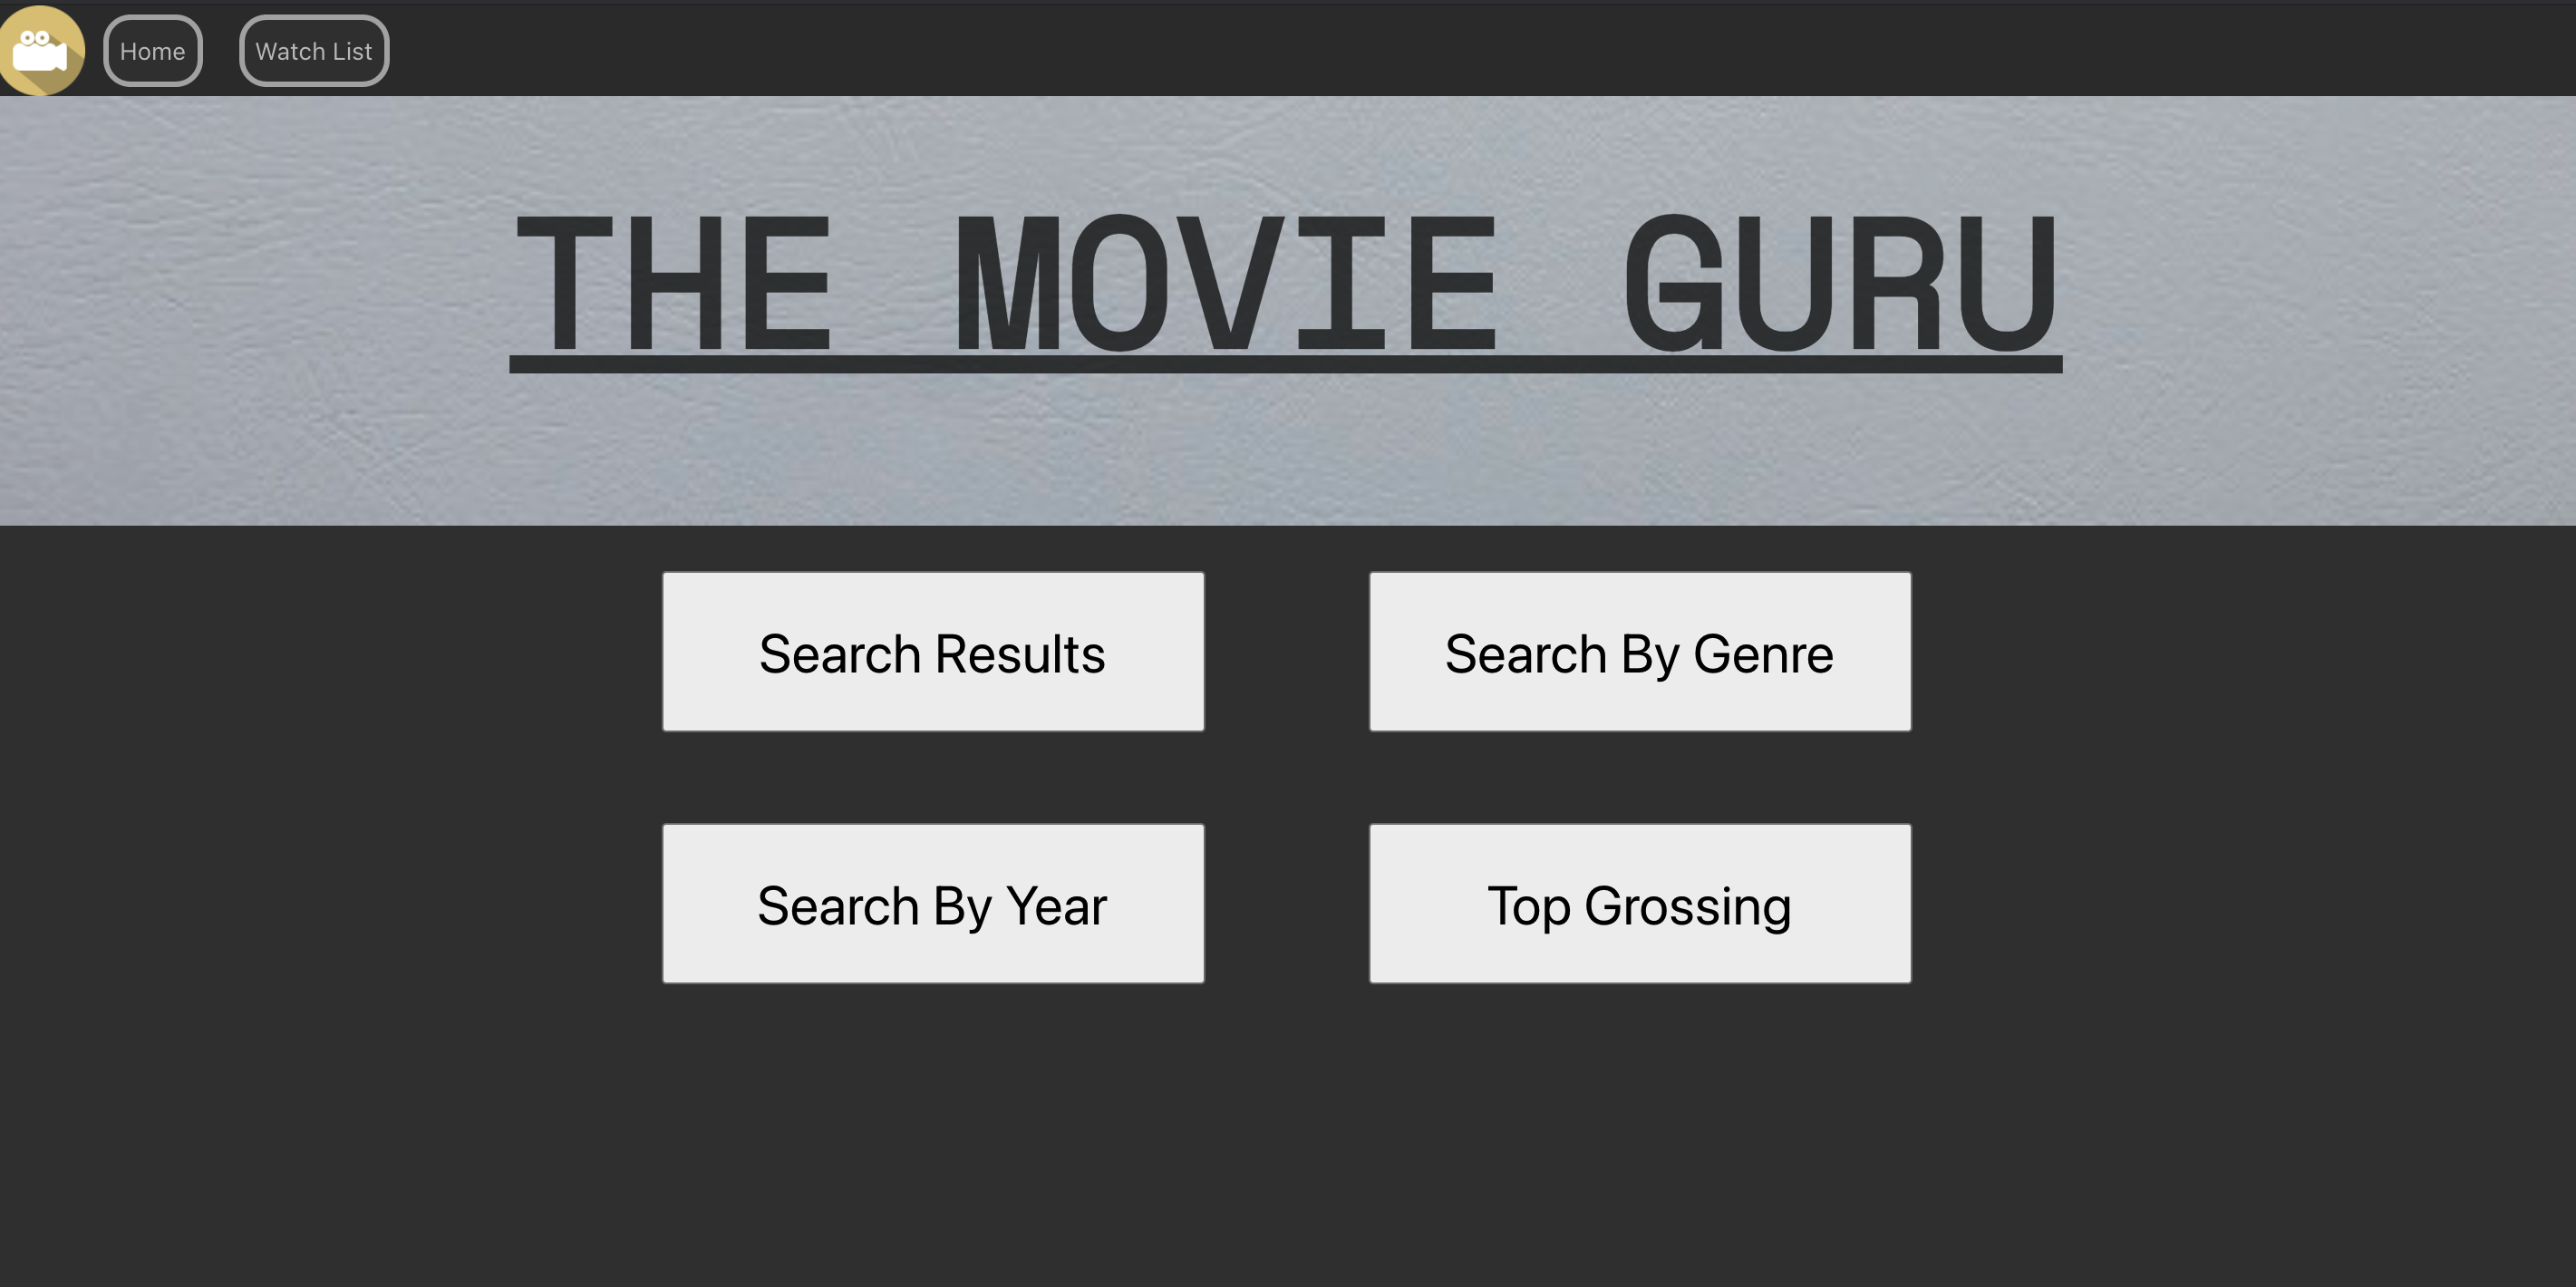 Home
Watch List
THE MOVIE GURU
Search Results
Search By Genre
Search By Year
Top Grossing